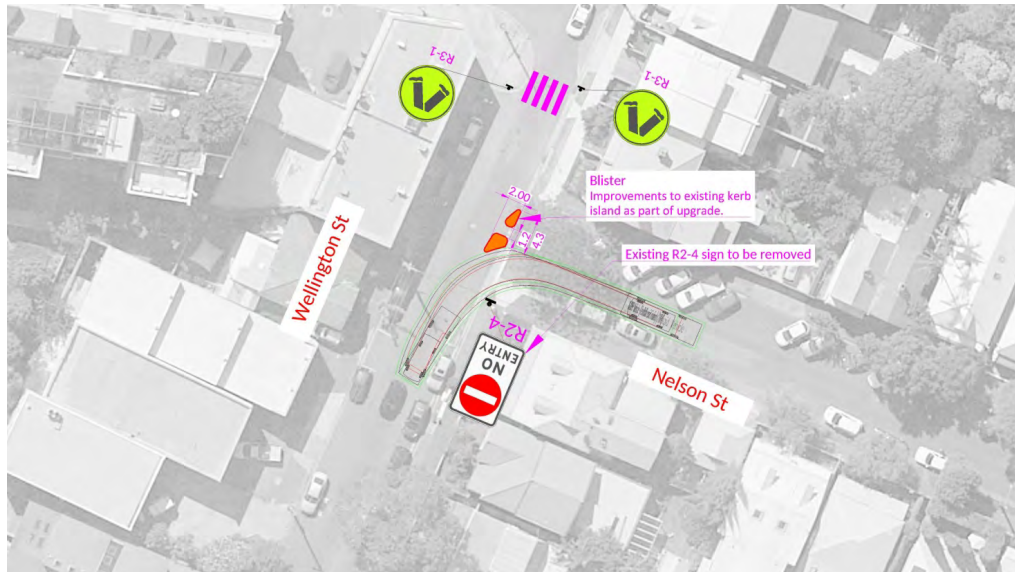 R3-1
R3-1
2.00
Blister
Improvements to existing kerb
island as part of upgrade.
1.2
4.3
Existing R2-4 sign to be removed
Wellington St
R2-4
NO
ENTRY
Nelson St